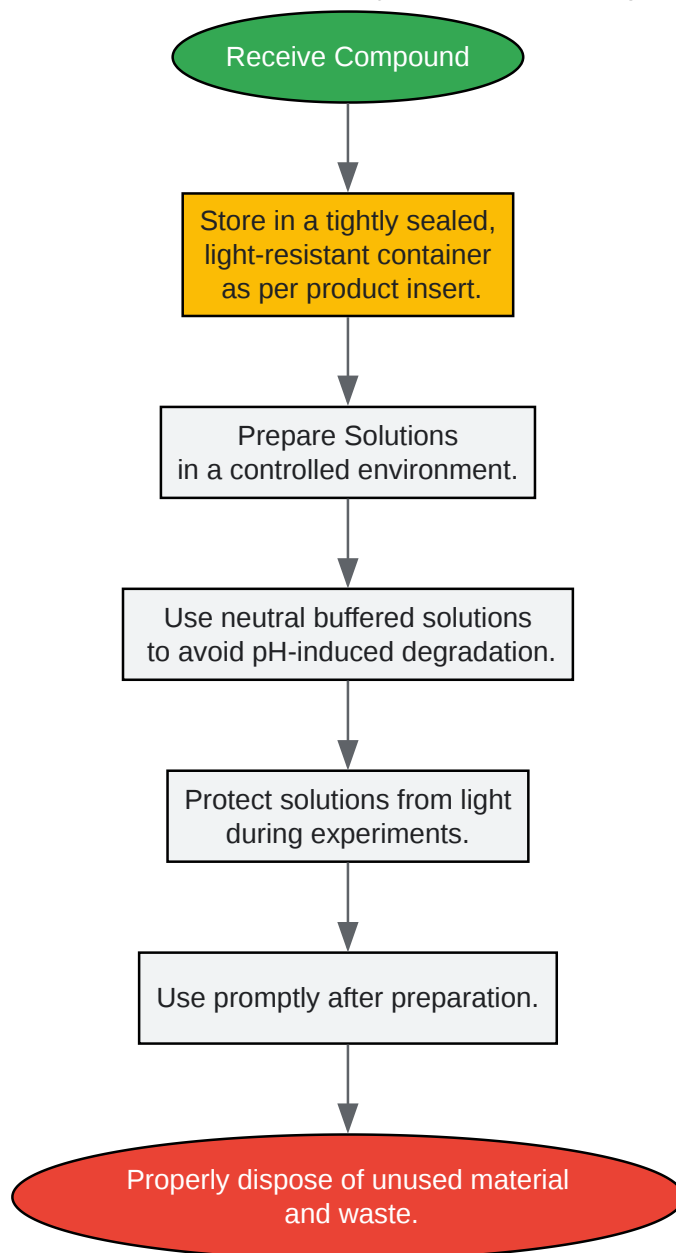 Receive Compound
Store in a tightly sealed,
light-resistant container
as per product insert.
Prepare Solutions
in a controlled environment.
Use neutral buffered solutions
to avoid pH-induced degradation.
Protect solutions from light
during experiments.
Use promptly after preparation.
Properly dispose of unused material
and waste.